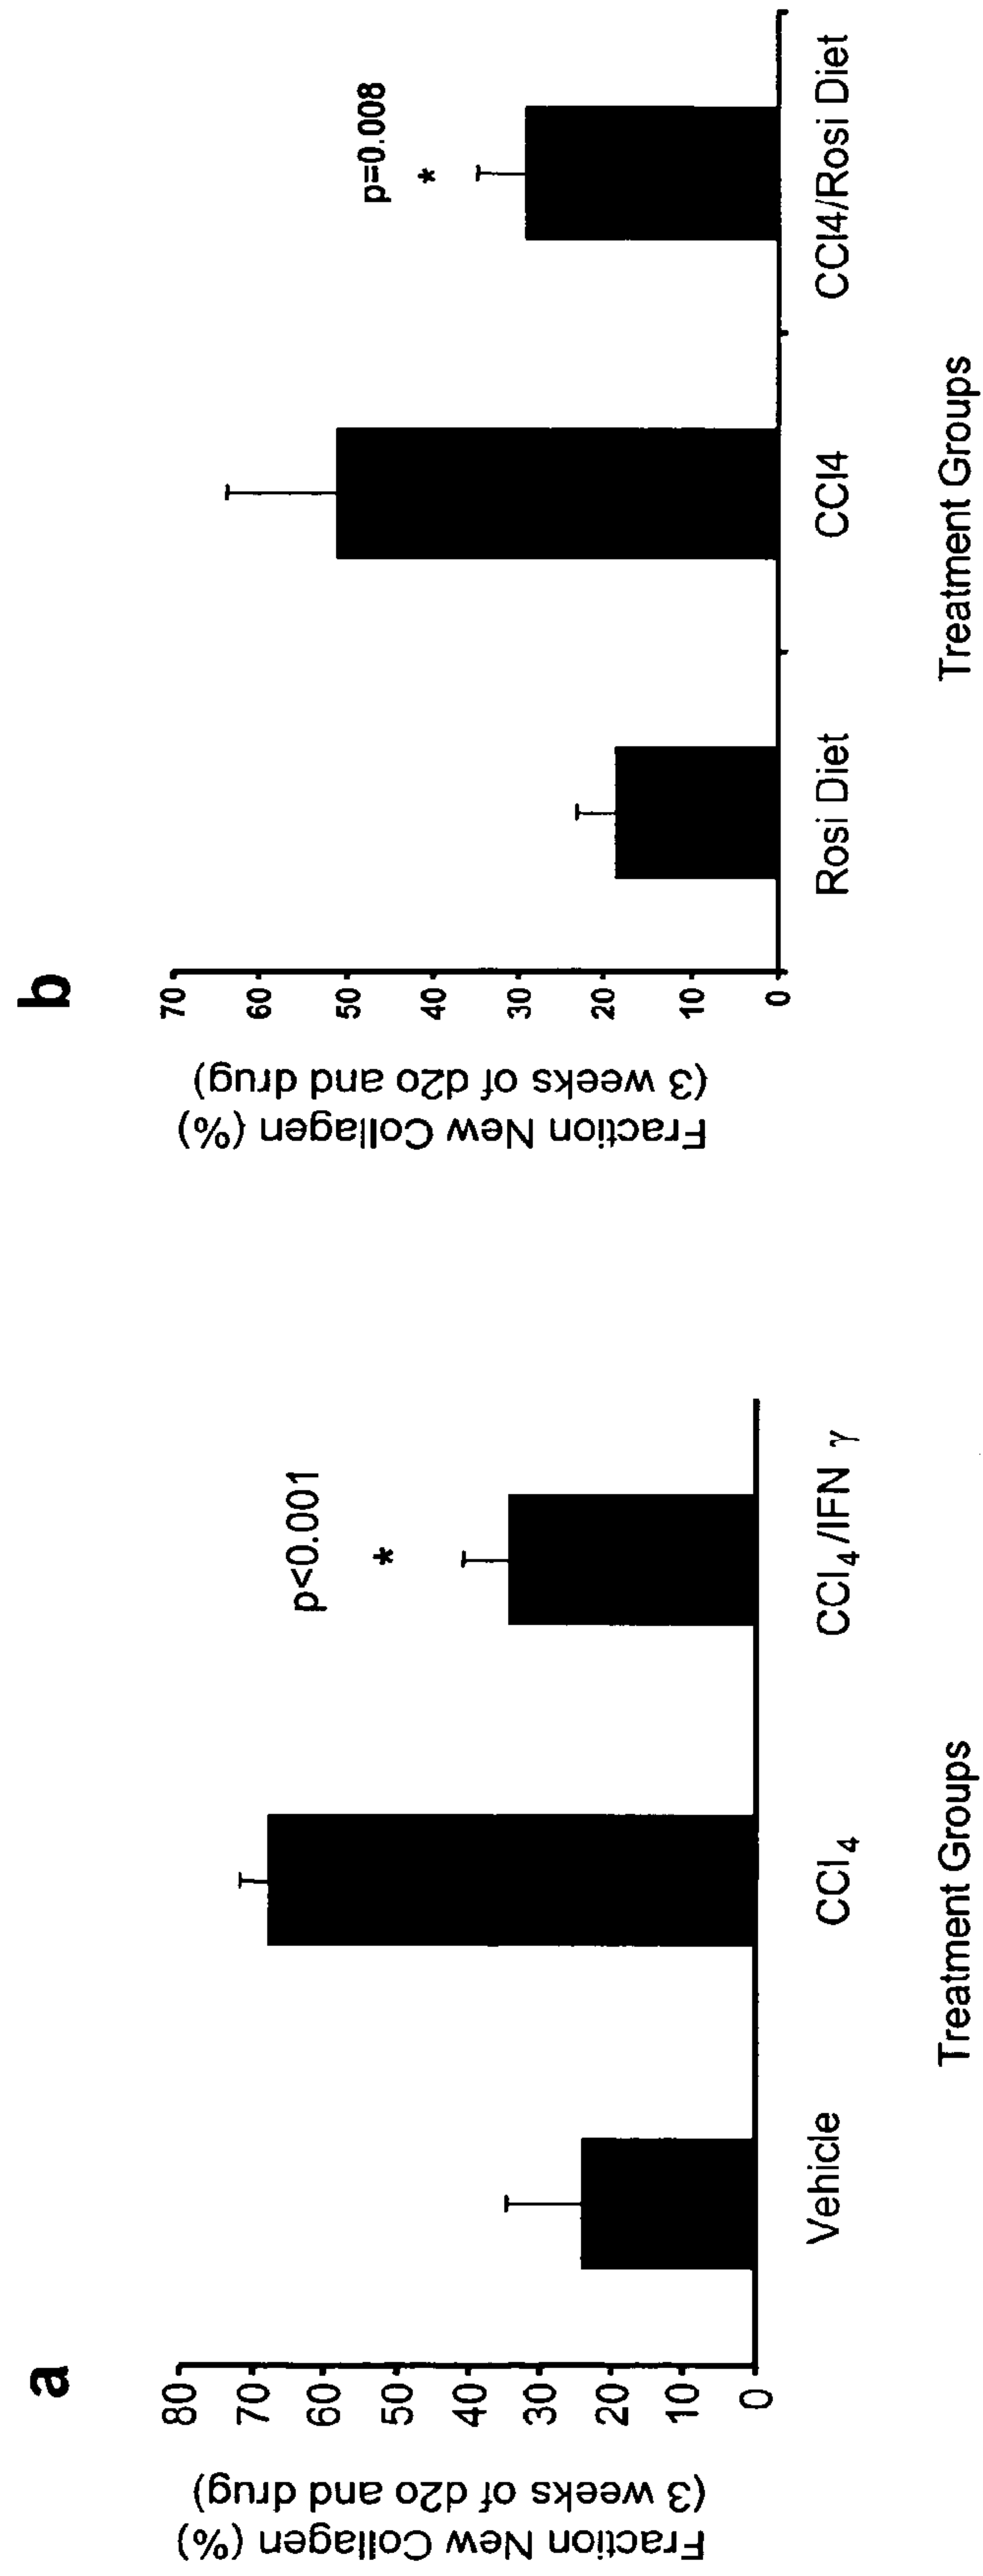 a
Fraction New Collagen (%)
(3 weeks of d2o and drug)
80
70
60
50
40
30
20
10
0
p<0.001
*
Vehicle
CCl4
CCl4/IFN γ
Treatment Groups
b
Fraction New Collagen (%)
(3 weeks of d2o and drug)
70
60
50
40
30
20
10
0
p=0.008
*
Rosi Diet
CCl4
CCl4/Rosi Diet
Treatment Groups